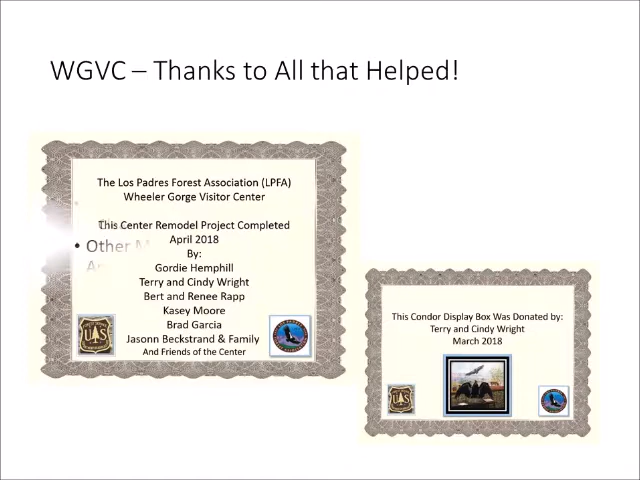 WGVC – Thanks to All that Helped!
The Los Padres Forest Association (LPFA)
Wheeler Gorge Visitor Center
This Center Remodel Project Completed
April 2018
• Other
By:
Gordie Hemphill
Terry and Cindy Wright
Bert and Renee Rapp
Kasey Moore
Brad Garcia
Jasonn Beckstrand & Family
And Friends of the Center
UAS
This Condor Display Box Was Donated by:
Terry and Cindy Wright
March 2018
UAS